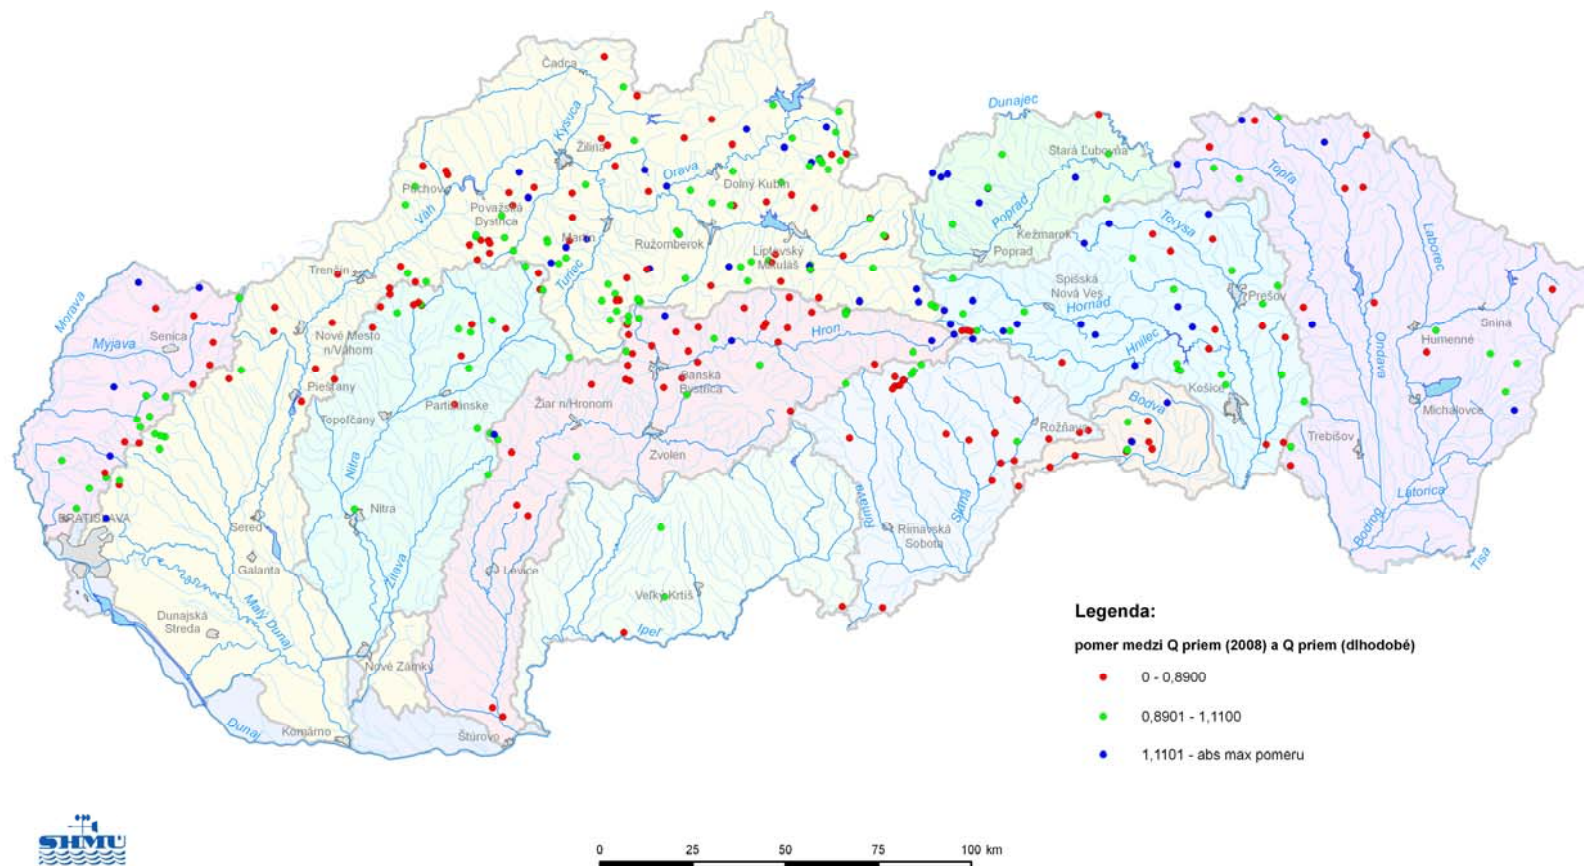 Čadca
Dunajec
Kysuca
Žilina
Stará Ľubovňa
Topľa
Orava
Dolný Kubín
Púchov
Váh
Považská
Bystrica
Poprad
Torysa
Laborec
Martin
Ružomberok
Kežmarok
Liptovský
Mikuláš
Poprad
Trenčín
Turiec
Spišská
Nová Ves
Prešov
Morava
Hornád
Senica
Nové Mesto
n/Váhom
Hron
Snina
Myjava
Hnilec
Ondava
Humenné
Piešťany
Banská
Bystrica
Košice
Partizánske
Žiar n/Hronom
Bodva
Michalovce
Topoľčany
Rožňava
Trebišov
Zvolen
Nitra
Slaná
Latorica
Rimava
BRATISLAVA
Sereď
Nitra
Rimavská
Sobota
Bodrog
Tisa
Galanta
Levice
Žitava
Malý Dunaj
Veľký Krtíš
Dunajská
Streda
Ipeľ
Nové Zámky
Dunaj
Komárno
Štúrovo
Legenda:
pomer medzi Q priem (2008) a Q priem (dlhodobé)
0 - 0,8900
0,8901 - 1,1100
1,1101 - abs max pomeru
SHMÚ
0 25 50 75 100 km